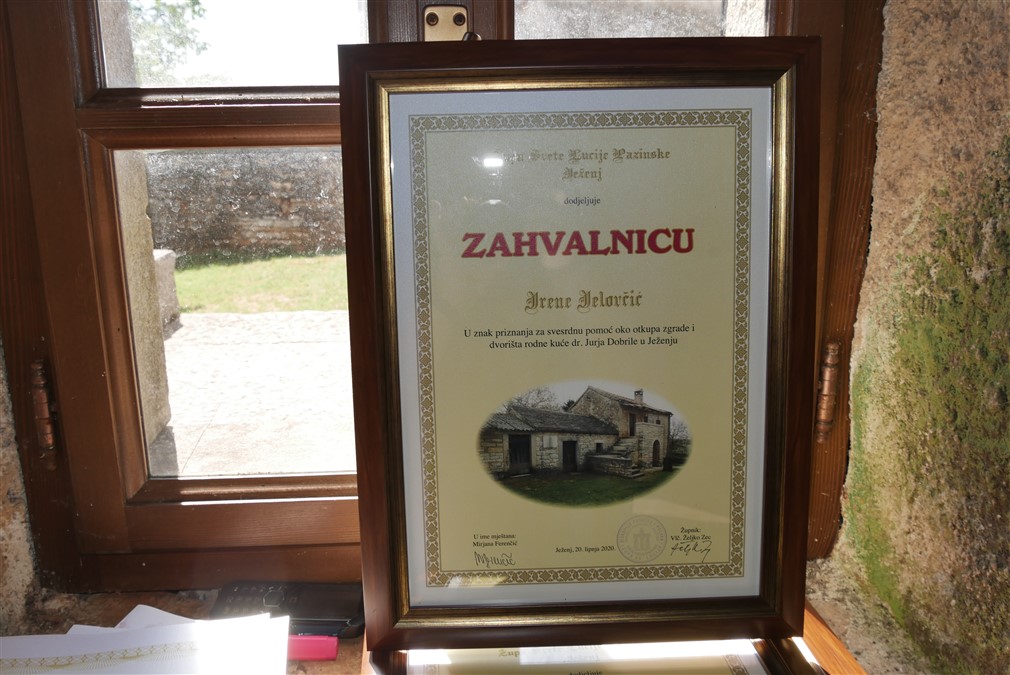 Svete Lucije Pazinske
Ježenj
dodjeljuje
ZAHVALNICU
Irene Jelovčić
U znak priznanja za svesrdnu pomoć oko otkupa zgrade i
dvorišta rodne kuće dr. Jurja Dobrile u Ježenju
U ime mještana:
Mirjana Ferenčić
Ježenj, 20. lipnja 2020.
Župnik:
Vlč. Željko Zec